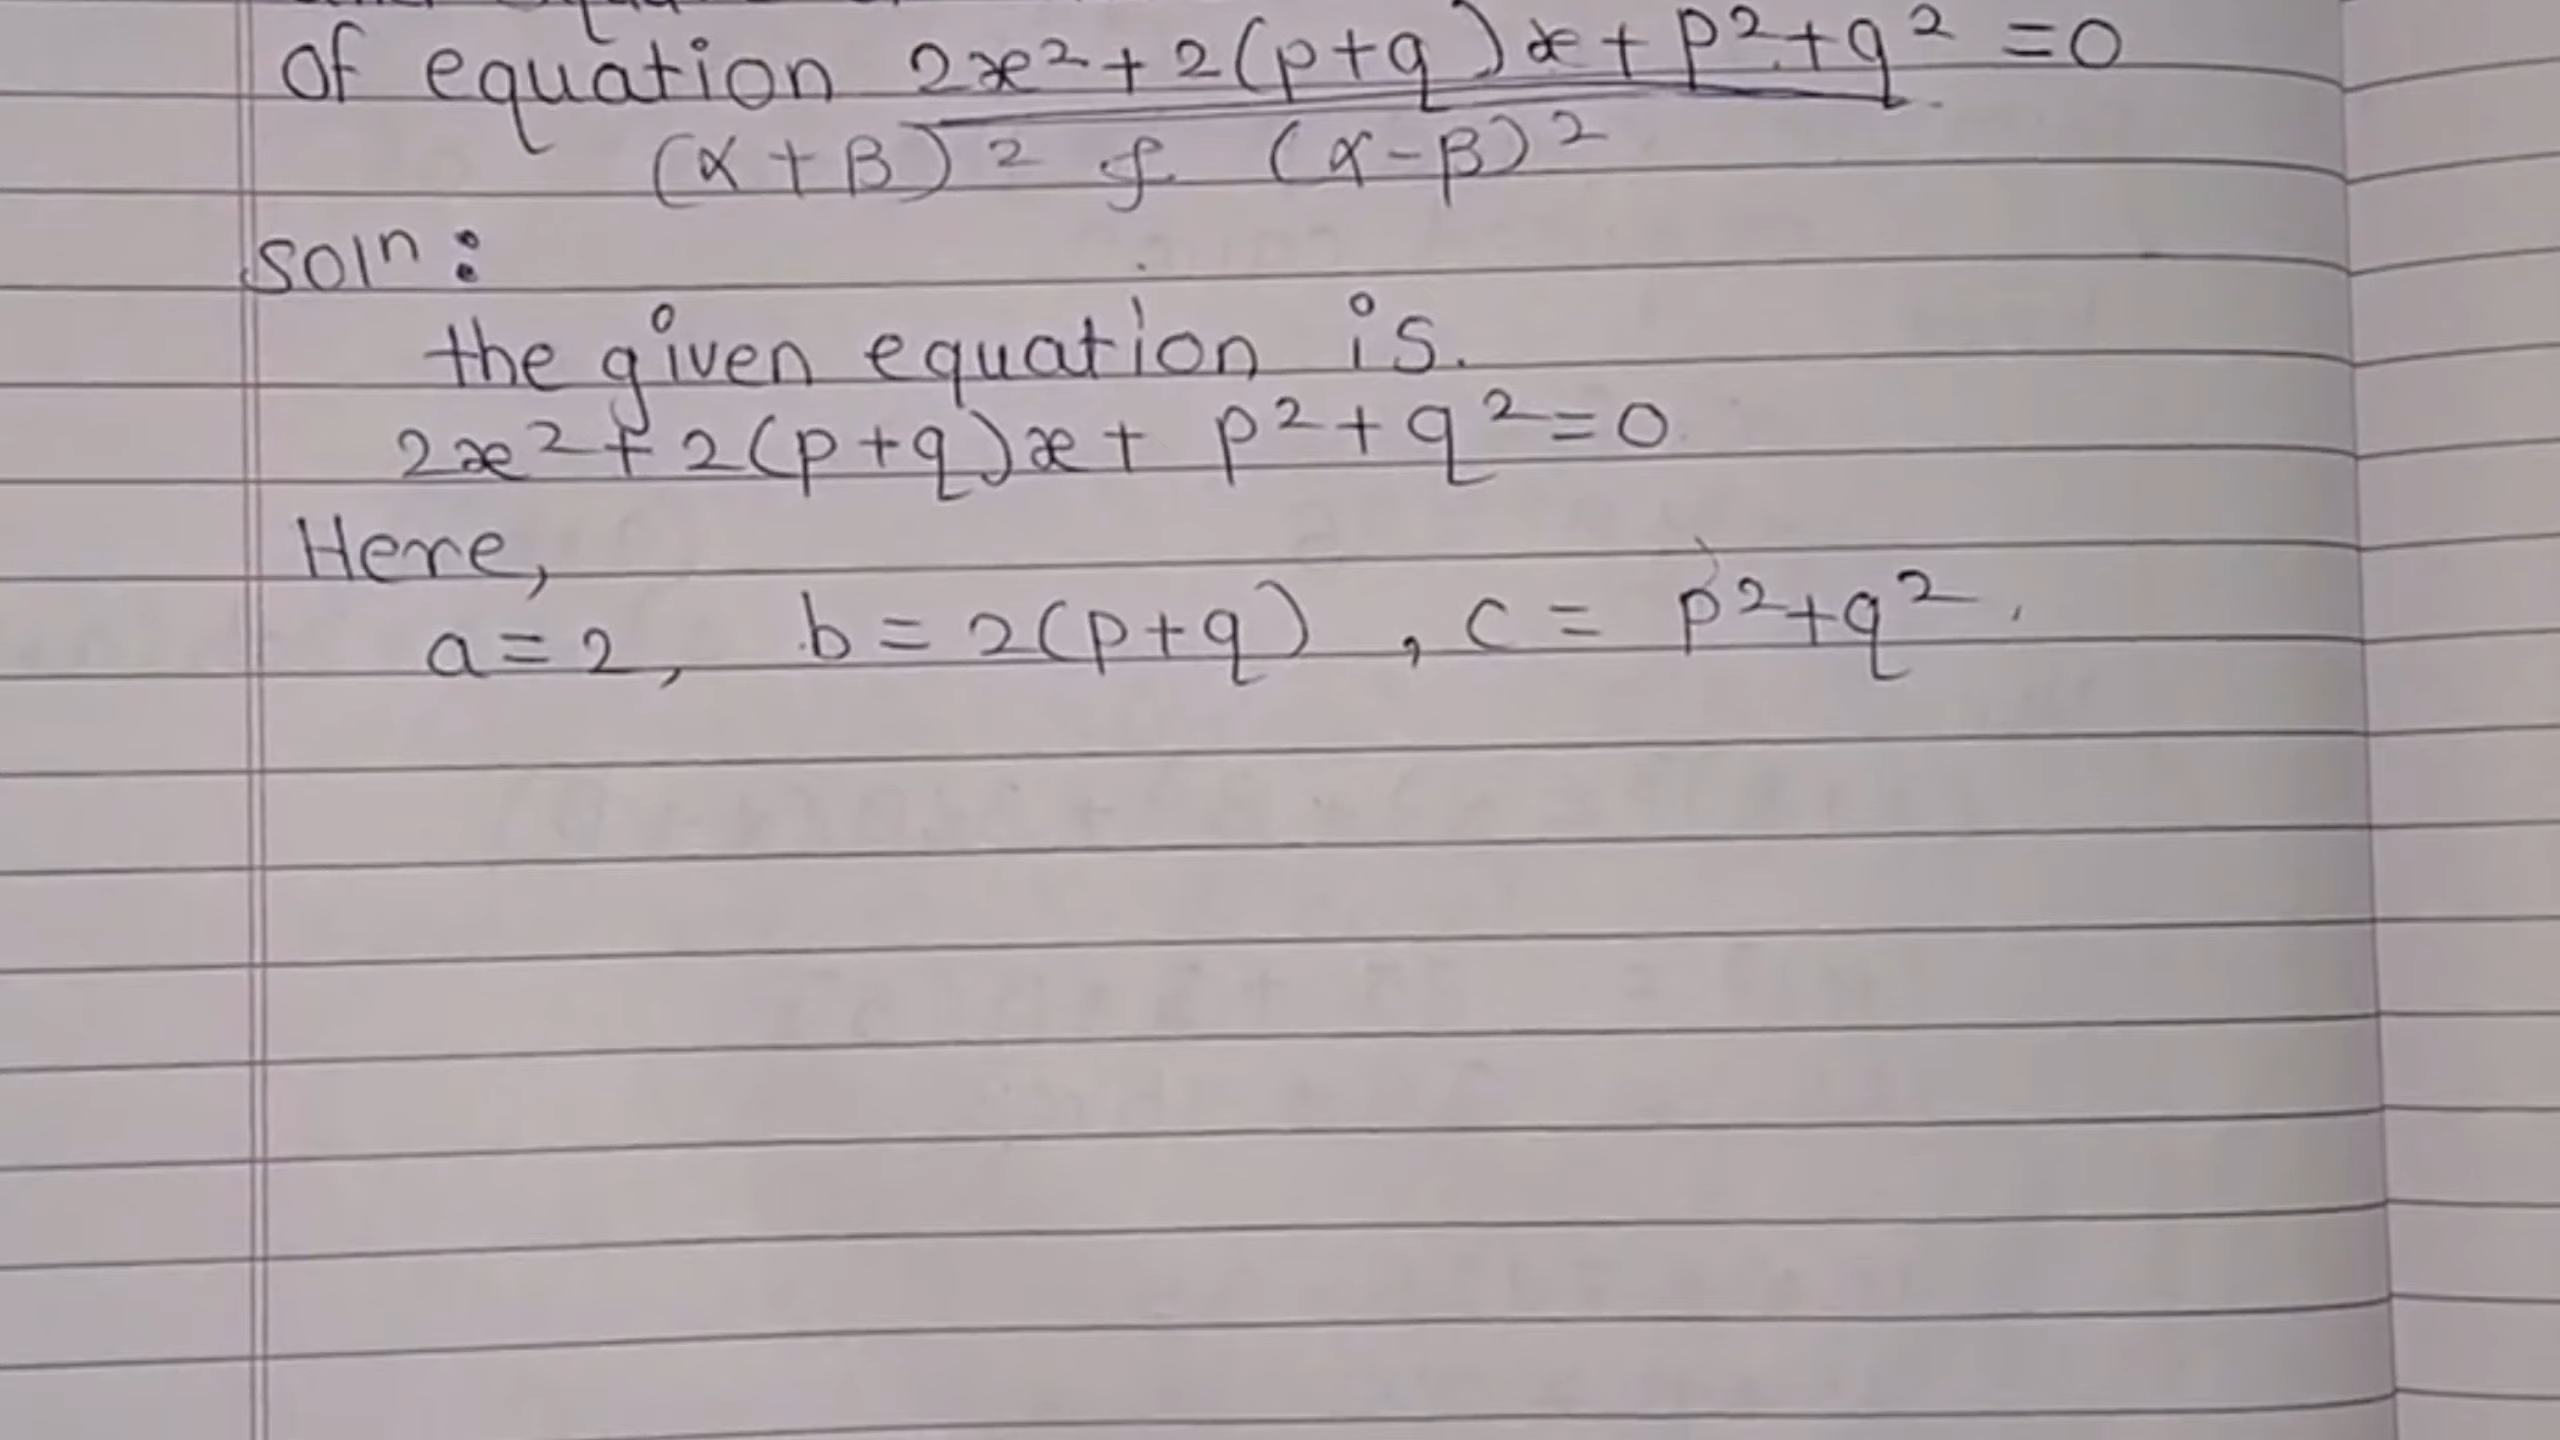 of equation 2x²+2(p+q)x+p²+q²=0
(α+β)² & (α-β)²
soln:
the given equation is.
2x²+2(p+q)x+ p²+q²=0
Here,
a=2, b=2(p+q), c= p²+q².